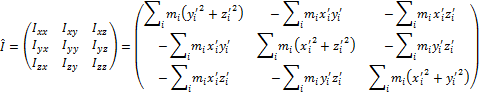 Î = ( I_xx I_xy I_xz ) = ( ∑_i m_i(y_i′² + z_i′²) − ∑_i m_i x_i′ y_i′ − ∑_i m_i x_i′ z_i′ )
( I_yx I_yy I_yz ) ( − ∑_i m_i x_i′ y_i′ ∑_i m_i(x_i′² + z_i′²) − ∑_i m_i y_i′ z_i′ )
( I_zx I_zy I_zz ) ( − ∑_i m_i x_i′ z_i′ − ∑_i m_i y_i′ z_i′ ∑_i m_i(x_i′² + y_i′²) )